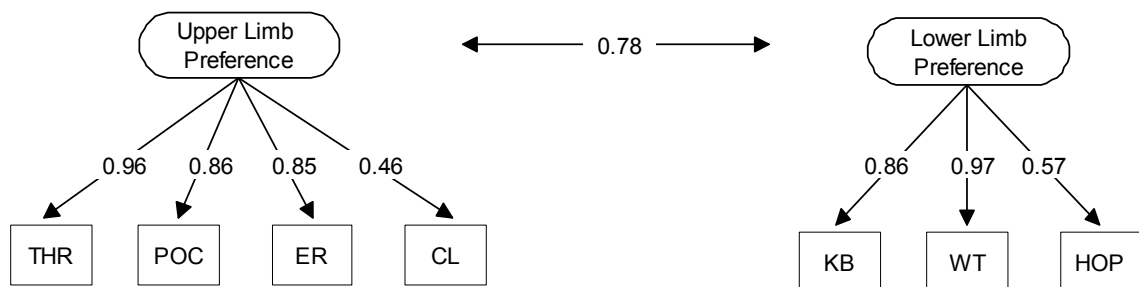 Upper Limb
Preference
0.78
Lower Limb
Preference
0.96 0.86 0.85 0.46
0.86 0.97 0.57
THR POC ER CL
KB WT HOP